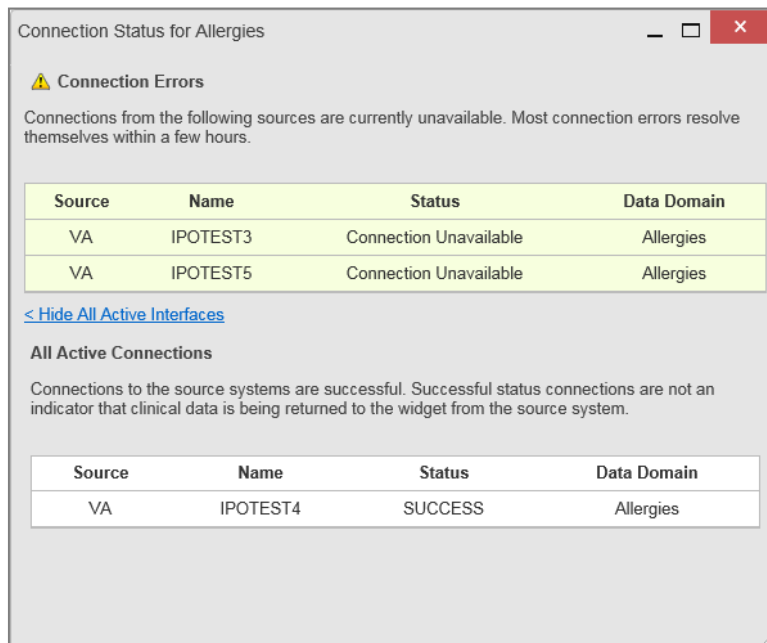 Connection Status for Allergies
Connection Errors
Connections from the following sources are currently unavailable. Most connection errors resolve
themselves within a few hours.
Source Name Status Data Domain
VA IPOTEST3 Connection Unavailable Allergies
VA IPOTEST5 Connection Unavailable Allergies
< Hide All Active Interfaces
All Active Connections
Connections to the source systems are successful. Successful status connections are not an
indicator that clinical data is being returned to the widget from the source system.
Source Name Status Data Domain
VA IPOTEST4 SUCCESS Allergies